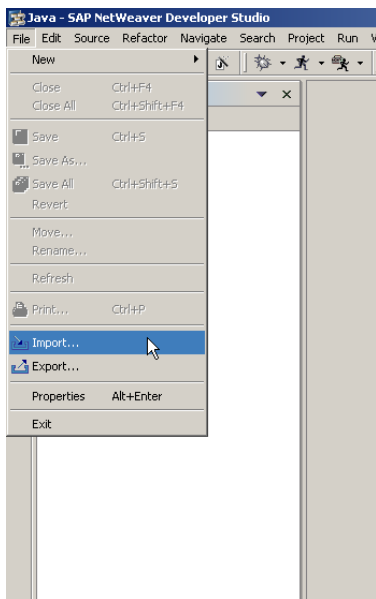 Java - SAP NetWeaver Developer Studio
File Edit Source Refactor Navigate Search Project Run
New
Close Ctrl+F4
Close All Ctrl+Shift+F4
Save Ctrl+S
Save As...
Save All Ctrl+Shift+S
Revert
Move...
Rename...
Refresh
Print... Ctrl+P
Import...
Export...
Properties Alt+Enter
Exit